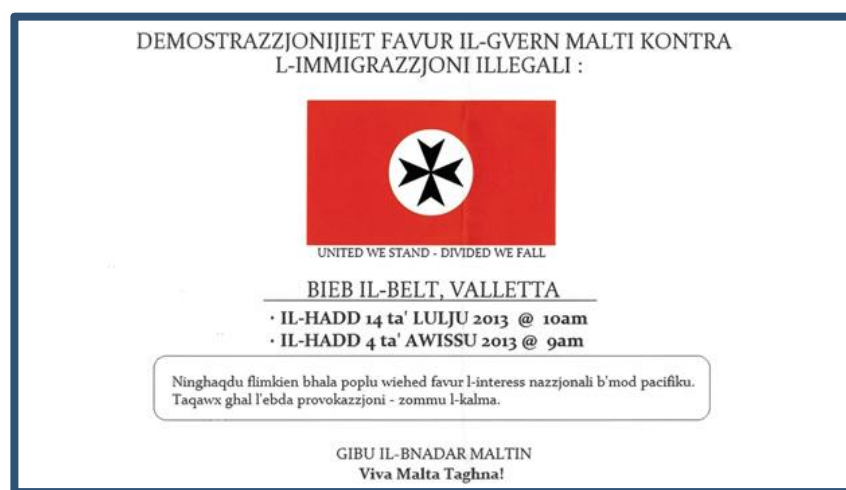 DEMOSTRAZZJONIJIET FAVUR IL-GVERN MALTI KONTRA
L-IMMIGRAZZJONI ILLEGALI :
UNITED WE STAND - DIVIDED WE FALL
BIEB IL-BELT, VALLETTA
· IL-HADD 14 ta' LULJU 2013 @ 10am
· IL-HADD 4 ta' AWISSU 2013 @ 9am
Ninghaqdu flimkien bhala poplu wiehed favur l-interess nazzjonali b'mod pacifiku.
Taqawx ghal l'ebda provokazzjoni - zommu l-kalma.
GIBU IL-BNADAR MALTIN
Viva Malta Taghna!